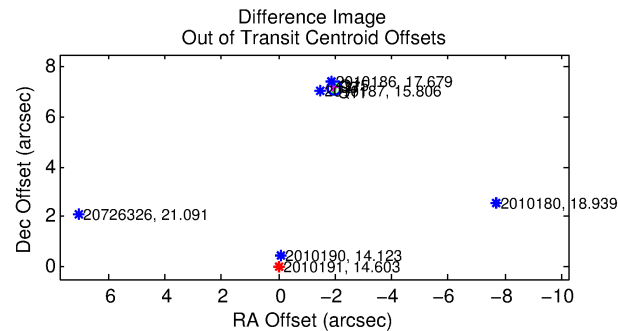 Difference Image
Out of Transit Centroid Offsets
Dec Offset (arcsec)
8
6
4
2
0
2010186, 17.679
2010187, 15.806
20726326, 21.091
2010180, 18.939
2010190, 14.123
2010191, 14.603
6 4 2 0 −2 −4 −6 −8 −10
RA Offset (arcsec)